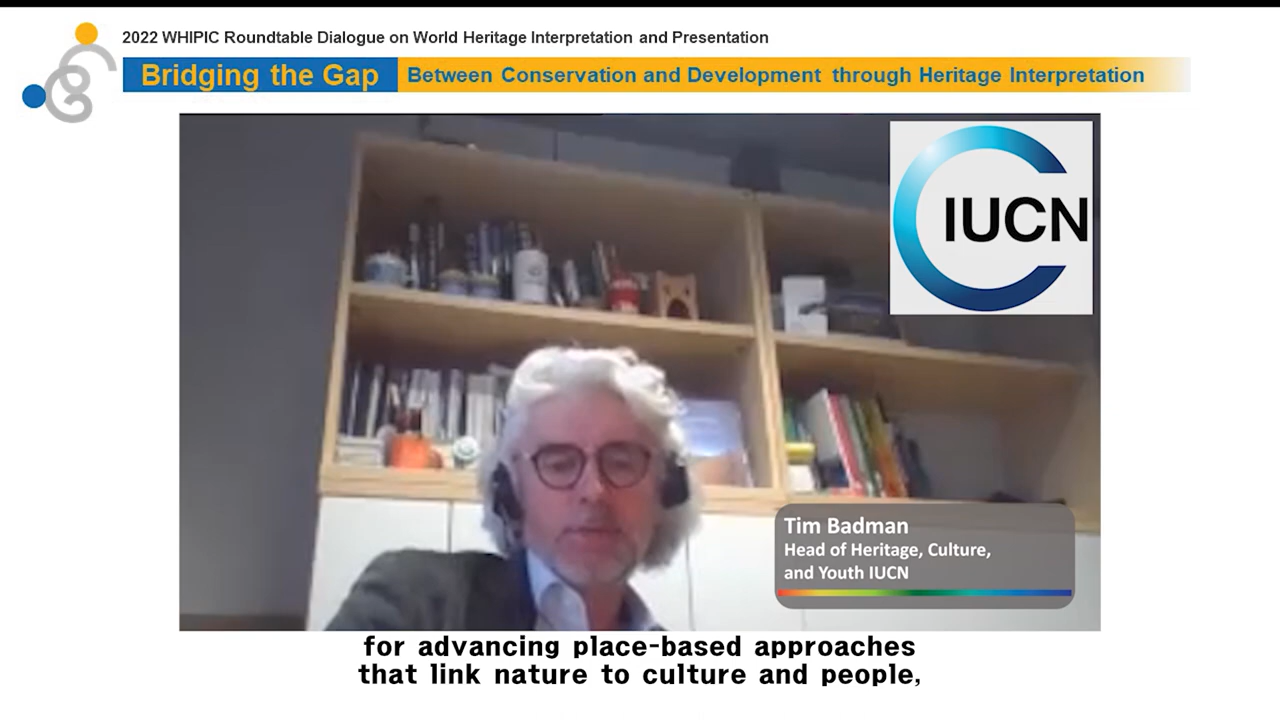 2022 WHIPIC Roundtable Dialogue on World Heritage Interpretation and Presentation
Bridging the Gap Between Conservation and Development through Heritage Interpretation
IUCN
Tim Badman
Head of Heritage, Culture,
and Youth IUCN
for advancing place-based approaches
that link nature to culture and people,